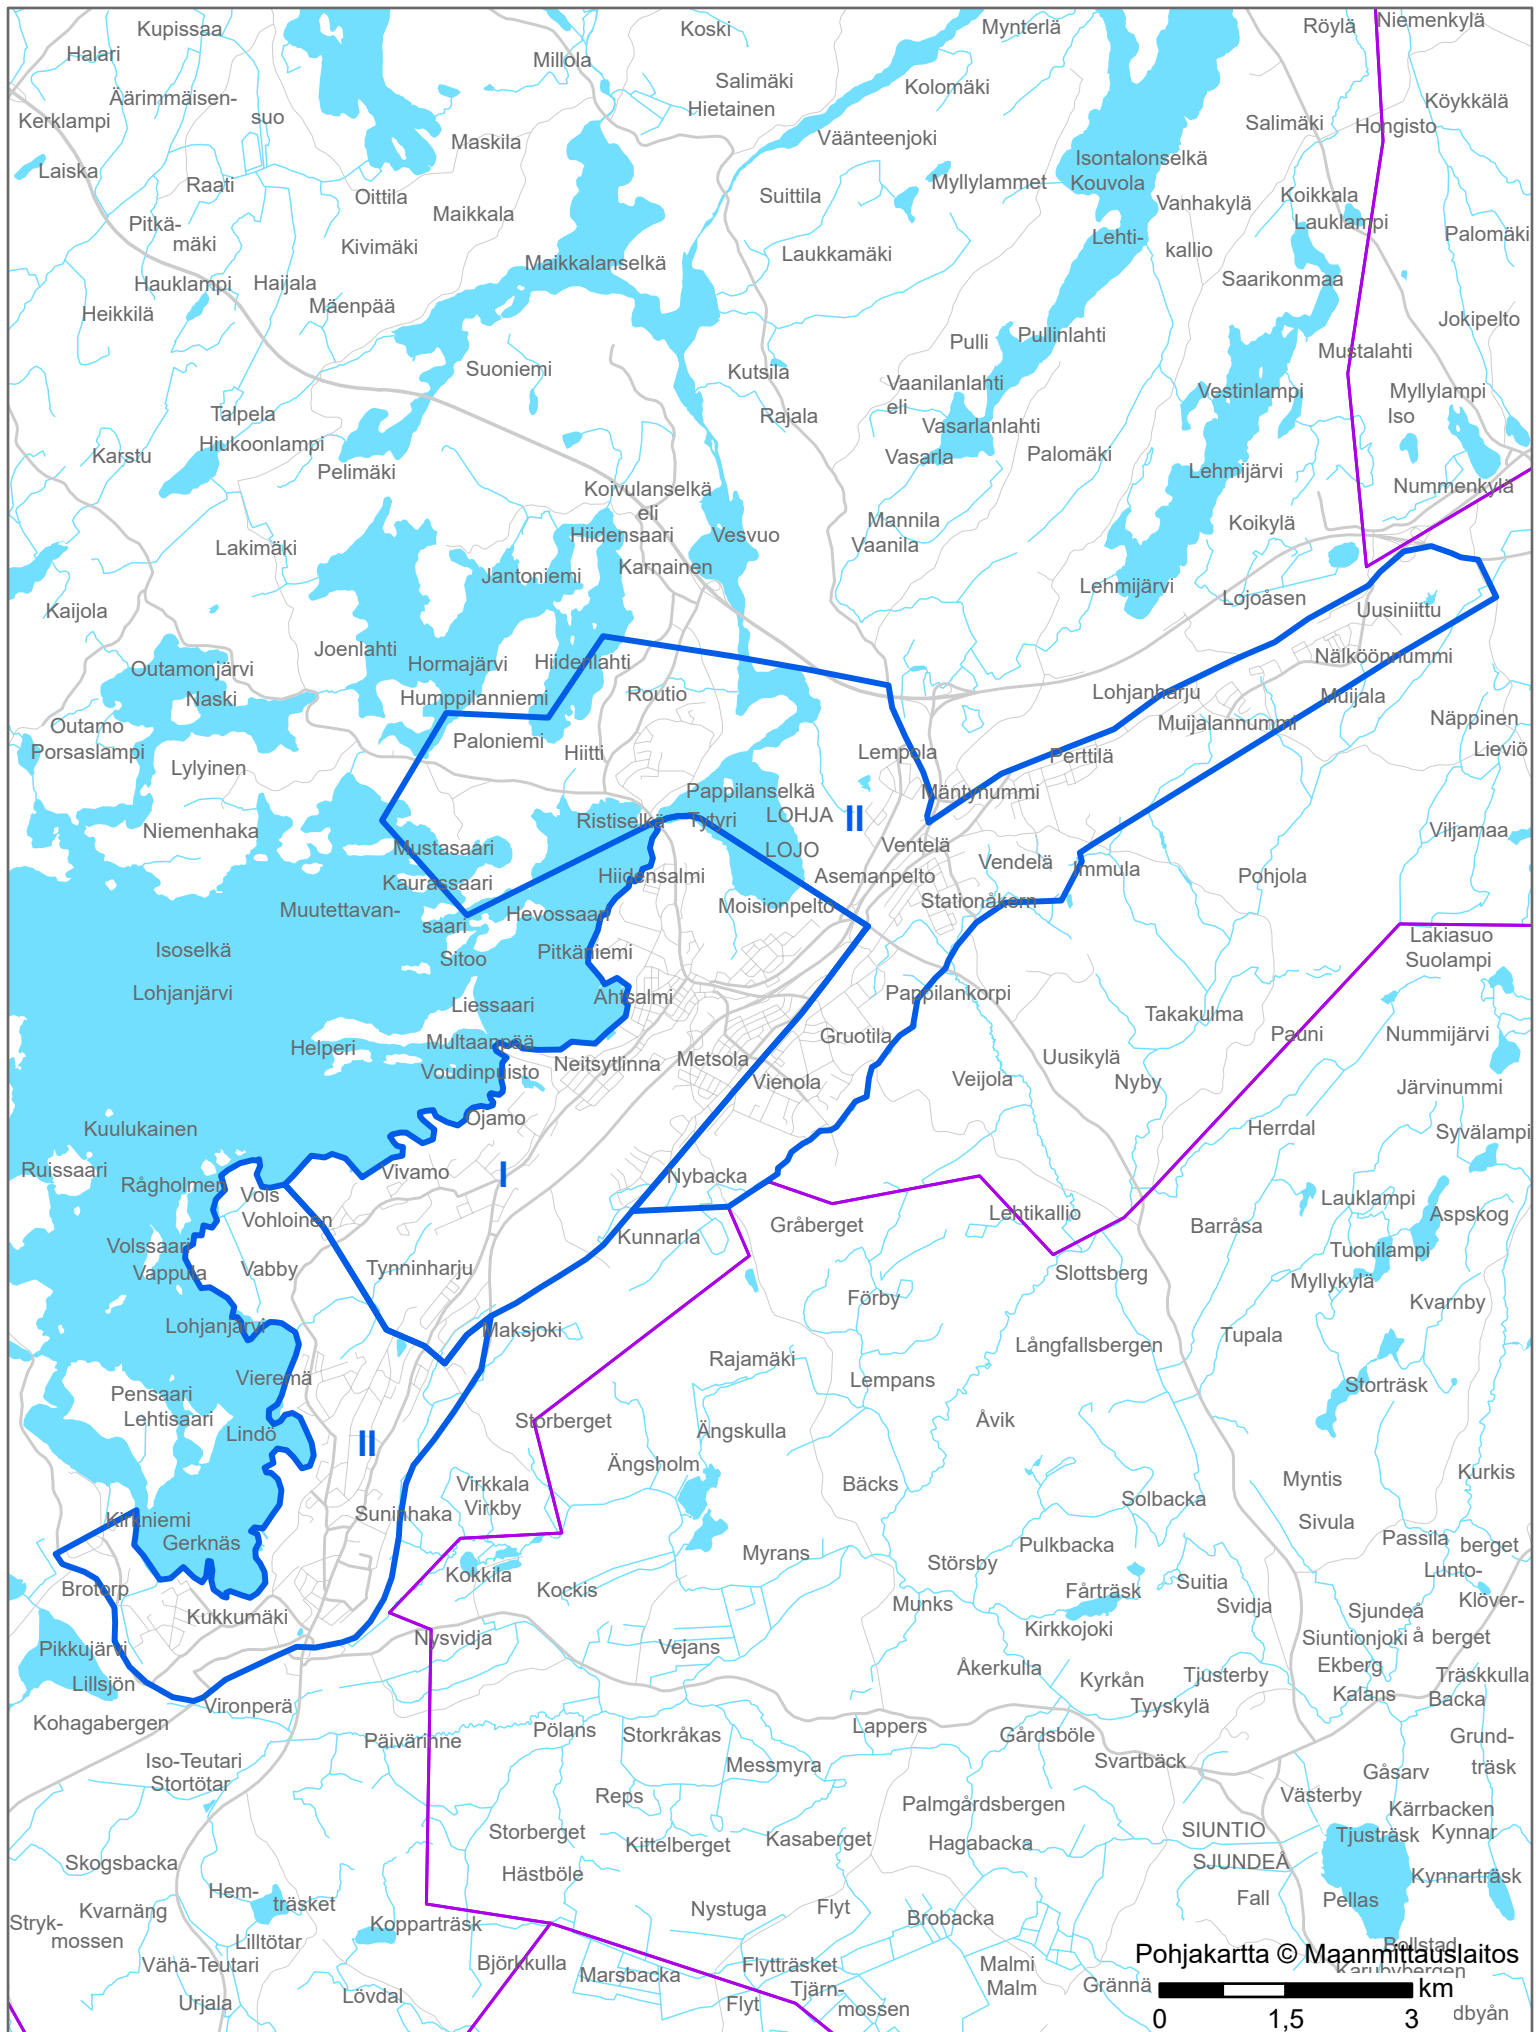 Kupissaa
Koski
Mynterlä
Röylä
Niemenkylä
Halari
Millola
Salimäki
Kolomäki
Äärimmäisen-
suo
Hietainen
Köykkälä
Kerklampi
Maskila
Väänteenjoki
Salimäki
Hongisto
Laiska
Raati
Oittila
Suittila
Myllylammet
Isontalonselkä
Kouvola
Vanhakylä
Koikkala
Lauklampi
Pitkä-
mäki
Maikkala
Kivimäki
Laukkamäki
Lehti-
kallio
Palomäki
Hauklampi
Haijala
Maikkalanselkä
Saarikonmaa
Heikkilä
Mäenpää
Jokipelto
Suoniemi
Kutsila
Pulli
Pullinlahti
Mustalahti
Talpela
Rajala
Vaanilanlahti
eli
Vasarlanlahti
Vestinlampi
Myllylampi
Iso
Hiukoonlampi
Karstu
Pelimäki
Vasarla
Palomäki
Lehmijärvi
Nummenkylä
Koivulanselkä
eli
Hiidensaari
Vesvuo
Mannila
Vaanila
Koikylä
Lakimäki
Jantoniemi
Karnainen
Lehmijärvi
Lojoåsen
Uusiniittu
Kaijola
Joenlahti
Hormajärvi
Hiidenlahti
Nälköönnummi
Outamonjärvi
Naski
Humppilanniemi
Routio
Lohjanharju
Muijala
Outamo
Porsaslampi
Paloniemi
Hiitti
Lempola
Muijalannummi
Näppinen
Lieviö
Lylyinen
Perttilä
Pappilanselkä
Mäntynummi
LOHJA
II
Niemenhaka
Ristiselkä
Tytyri
LOJO
Ventelä
Viljamaa
Mustasaari
Kaurassaari
Hiidensalmi
Asemanpelto
Vendelä
Immula
Pohjola
Muutettavan-
saari
Hevossaari
Moisionpelto
Stationåkern
Isoselkä
Sitoo
Pitkäniemi
Lakiasuo
Suolampi
Lohjanjärvi
Liessaari
Ahtsalmi
Pappilankorpi
Takakulma
Helperi
Multaanpää
Voudinpuisto
Neitsytlinna
Metsola
Gruotila
Uusikylä
Pauni
Nummijärvi
Vienola
Veijola
Nyby
Järvinummi
Kuulukainen
Ojamo
Herrdal
Syvälampi
Ruissaari
Rågholmen
Vivamo
I
Nybacka
Vols
Vohloinen
Gråberget
Lehtikallio
Barråsa
Lauklampi
Aspskog
Volssaari
Vappula
Vabby
Tynninharju
Kunnarla
Slottsberg
Tuohilampi
Myllykylä
Förby
Kvarnby
Lohjanjärvi
Maksjoki
Långfallsbergen
Tupala
Rajamäki
Vieremä
Lempans
Storträsk
Pensaari
Lehtisaari
Lindö
II
Storberget
Ängskulla
Åvik
Ängsholm
Virkkala
Virkby
Bäcks
Solbacka
Myntis
Kurkis
Kirkniemi
Gerknäs
Suninhaka
Sivula
Passila
berget
Lunto-
Myrans
Störsby
Pulkbacka
Brotorp
Kokkila
Kockis
Fårträsk
Suitia
Svidja
Klöver-
Kukkumäki
Munks
Kirkkojoki
Sjundeå
Siuntionjoki å
berget
Pikkujärvi
Nysvidja
Vejans
Lillsjön
Åkerkulla
Kyrkån
Tjusterby
Ekberg
Träskkulla
Kohagabergen
Vironperä
Tyyskylä
Kalans
Backa
Päivärinne
Pölans
Storkråkas
Lappers
Gårdsböle
Grund-
träsk
Iso-Teutari
Stortötar
Messmyra
Svartbäck
Gåsarv
Reps
Palmgårdsbergen
Västerby
Kärrbacken
Storberget
Kittelberget
Kasaberget
Hagabacka
SIUNTIO
SJUNDEÅ
Tjusträsk
Kynnar
Skogsbacka
Hästböle
Kynnarträsk
Hem-
träsket
Kvarnäng
Kopparträsk
Nystuga
Flyt
Brobacka
Fall
Pellas
Stryk-
mossen
Lilltötar
Bollstad
Pohjakartta © Maanmittauslaitos
Vähä-Teutari
Björkkulla
Marsbacka
Flytträsket
Malmi
Malm
Grännä
Karubybergen
km
Urjala
Lövdal
Flyt
Tjärn-
mossen
dbyån
0 1,5 3